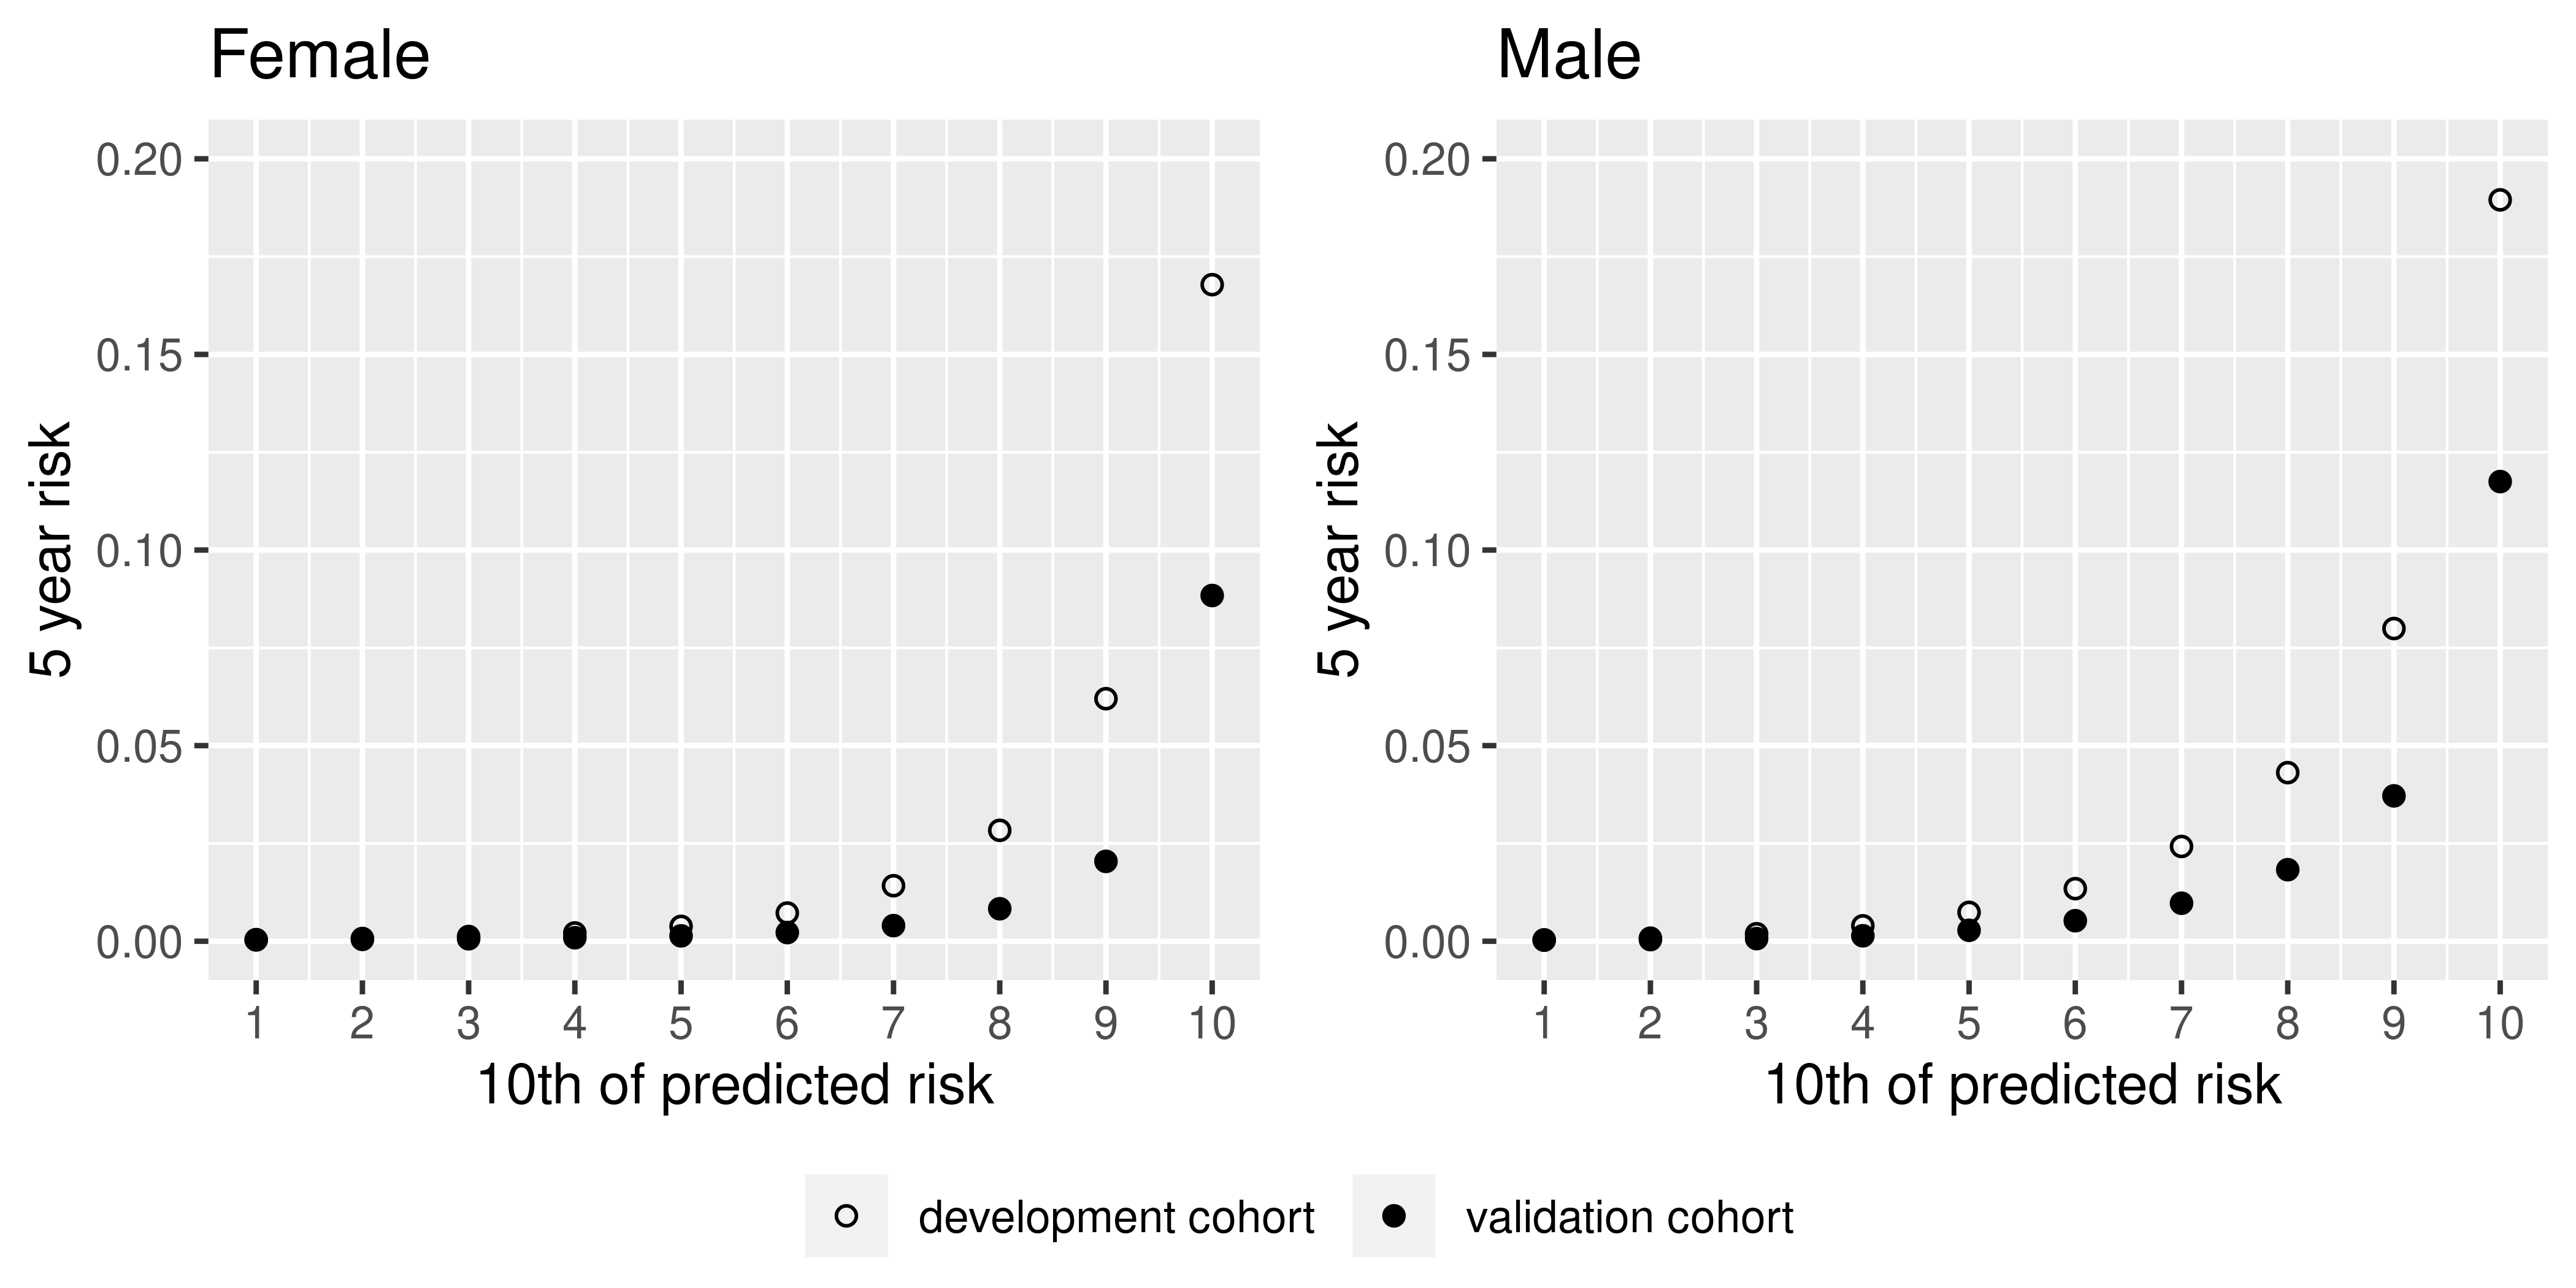 Female
0.20
0.15
0.10
0.05
0.00
5 year risk
1 2 3 4 5 6 7 8 9 10
10th of predicted risk
Male
0.20
0.15
0.10
0.05
0.00
5 year risk
1 2 3 4 5 6 7 8 9 10
10th of predicted risk
development cohort validation cohort